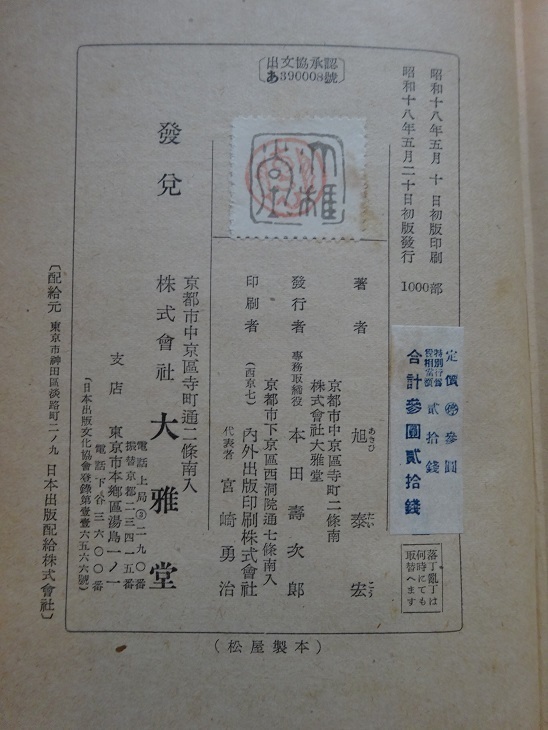 出文協承認
あ390008號
昭和十八年五月　十　日初版印刷
昭和十八年五月二十日初版發行
1000部
定價㊞參圓
特別行爲税相當額
貳拾錢
合計參圓貳拾錢
落丁亂丁は
何時にても
取替へます
著者　旭　泰宏
あさひ
京都市中京區寺町二條南
株式會社大雅堂
發行者　專務取締役　本田壽次郎
京都市下京區西洞院通七條南入
印刷者　（西京七）　內外出版印刷株式會社
代表者　宮崎勇治
發兌
京都市中京區寺町通二條南入
株式會社　大雅堂
電話上局③二九〇番
振替京都二三四一五番
支店　東京市本鄕區湯島一ノ一
電話下谷三六〇〇番
（日本出版文化協會登錄第壹壹六五六六號）
〔配給元　東京市神田區淡路町二ノ九　日本出版配給株式會社〕
（松屋製本）